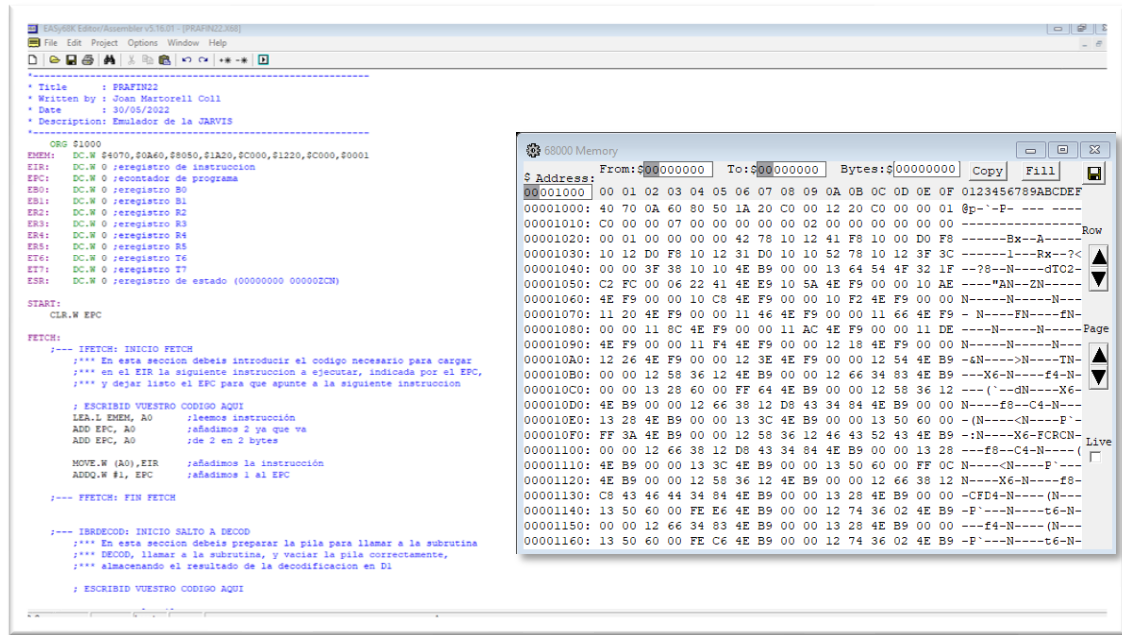 EASy68K Editor/Assembler v5.16.01 - [PRAFIN22.X68]
File Edit Project Options Window Help
*-----------------------------------------------------------
* Title      : PRAFIN22
* Written by : Joan Martorell Coll
* Date       : 30/05/2022
* Description: Emulador de la JARVIS
*-----------------------------------------------------------
ORG $1000
EMEM: DC.W $4070,$0A60,$8050,$1A20,$C000,$1220,$C000,$0001
EIR: DC.W 0 ;eregistro de instruccion
EPC: DC.W 0 ;econtador de programa
EB0: DC.W 0 ;eregistro B0
EB1: DC.W 0 ;eregistro B1
ER2: DC.W 0 ;eregistro R2
ER3: DC.W 0 ;eregistro R3
ER4: DC.W 0 ;eregistro R4
ER5: DC.W 0 ;eregistro R5
ET6: DC.W 0 ;eregistro T6
ET7: DC.W 0 ;eregistro T7
ESR: DC.W 0 ;eregistro de estado (00000000 00000ZCN)
START:
CLR.W EPC
FETCH:
;--- IFETCH: INICIO FETCH
;*** En esta seccion debeis introducir el codigo necesario para cargar
;*** en el EIR la siguiente instruccion a ejecutar, indicada por el EPC,
;*** y dejar listo el EPC para que apunte a la siguiente instruccion
; ESCRIBID VUESTRO CODIGO AQUI
LEA.L EMEM, A0 ;leemos instrucción
ADD EPC, A0 ;añadimos 2 ya que va
ADD EPC, A0 ;de 2 en 2 bytes
MOVE.W (A0),EIR ;añadimos la instrucción
ADDQ.W #1, EPC ;añadimos 1 al EPC
;--- FFETCH: FIN FETCH
;--- IBRDECOD: INICIO SALTO A DECOD
;*** En esta seccion debeis preparar la pila para llamar a la subrutina
;*** DECOD, llamar a la subrutina, y vaciar la pila correctamente,
;*** almacenando el resultado de la decodificacion en D1
; ESCRIBID VUESTRO CODIGO AQUI
68000 Memory
From:$00000000 To:$00000000 Bytes:$00000000 Copy Fill
$ Address:
00001000 00 01 02 03 04 05 06 07 08 09 0A 0B 0C 0D 0E 0F 0123456789ABCDEF
00001000: 40 70 0A 60 80 50 1A 20 C0 00 12 20 C0 00 00 01 @p-`-P- --- ----
00001010: C0 00 00 07 00 00 00 00 00 02 00 00 00 00 00 00 ----------------
00001020: 00 01 00 00 00 00 42 78 10 12 41 F8 10 00 D0 F8 ------Bx--A-----
00001030: 10 12 D0 F8 10 12 31 D0 10 10 52 78 10 12 3F 3C ------1---Rx--?<
00001040: 00 00 3F 38 10 10 4E B9 00 00 13 64 54 4F 32 1F --?8--N----dTO2-
00001050: C2 FC 00 06 22 41 4E E9 10 5A 4E F9 00 00 10 AE ----"AN--ZN-----
00001060: 4E F9 00 00 10 C8 4E F9 00 00 10 F2 4E F9 00 00 N-----N-----N---
00001070: 11 20 4E F9 00 00 11 46 4E F9 00 00 11 66 4E F9 - N----FN----fN-
00001080: 00 00 11 8C 4E F9 00 00 11 AC 4E F9 00 00 11 DE ----N-----N-----
00001090: 4E F9 00 00 11 F4 4E F9 00 00 12 18 4E F9 00 00 N-----N-----N---
000010A0: 12 26 4E F9 00 00 12 3E 4E F9 00 00 12 54 4E B9 -&N---->N----TN-
000010B0: 00 00 12 58 36 12 4E B9 00 00 12 66 34 83 4E B9 ---X6-N----f4-N-
000010C0: 00 00 13 28 60 00 FF 64 4E B9 00 00 12 58 36 12 ---(`--dN----X6-
000010D0: 4E B9 00 00 12 66 38 12 D8 43 34 84 4E B9 00 00 N----f8--C4-N---
000010E0: 13 28 4E B9 00 00 13 3C 4E B9 00 00 13 50 60 00 -(N----<N----P`-
000010F0: FF 3A 4E B9 00 00 12 58 36 12 46 43 52 43 4E B9 -:N----X6-FCRCN-
00001100: 00 00 12 66 38 12 D8 43 34 84 4E B9 00 00 13 28 ---f8--C4-N----(
00001110: 4E B9 00 00 13 3C 4E B9 00 00 13 50 60 00 FF 0C N----<N----P`---
00001120: 4E B9 00 00 12 58 36 12 4E B9 00 00 12 66 38 12 N----X6-N----f8-
00001130: C8 43 46 44 34 84 4E B9 00 00 13 28 4E B9 00 00 -CFD4-N----(N---
00001140: 13 50 60 00 FE E6 4E B9 00 00 12 74 36 02 4E B9 -P`---N----t6-N-
00001150: 00 00 12 66 34 83 4E B9 00 00 13 28 4E B9 00 00 ---f4-N----(N---
00001160: 13 50 60 00 FE C6 4E B9 00 00 12 74 36 02 4E B9 -P`---N----t6-N-
Row
Page
Live